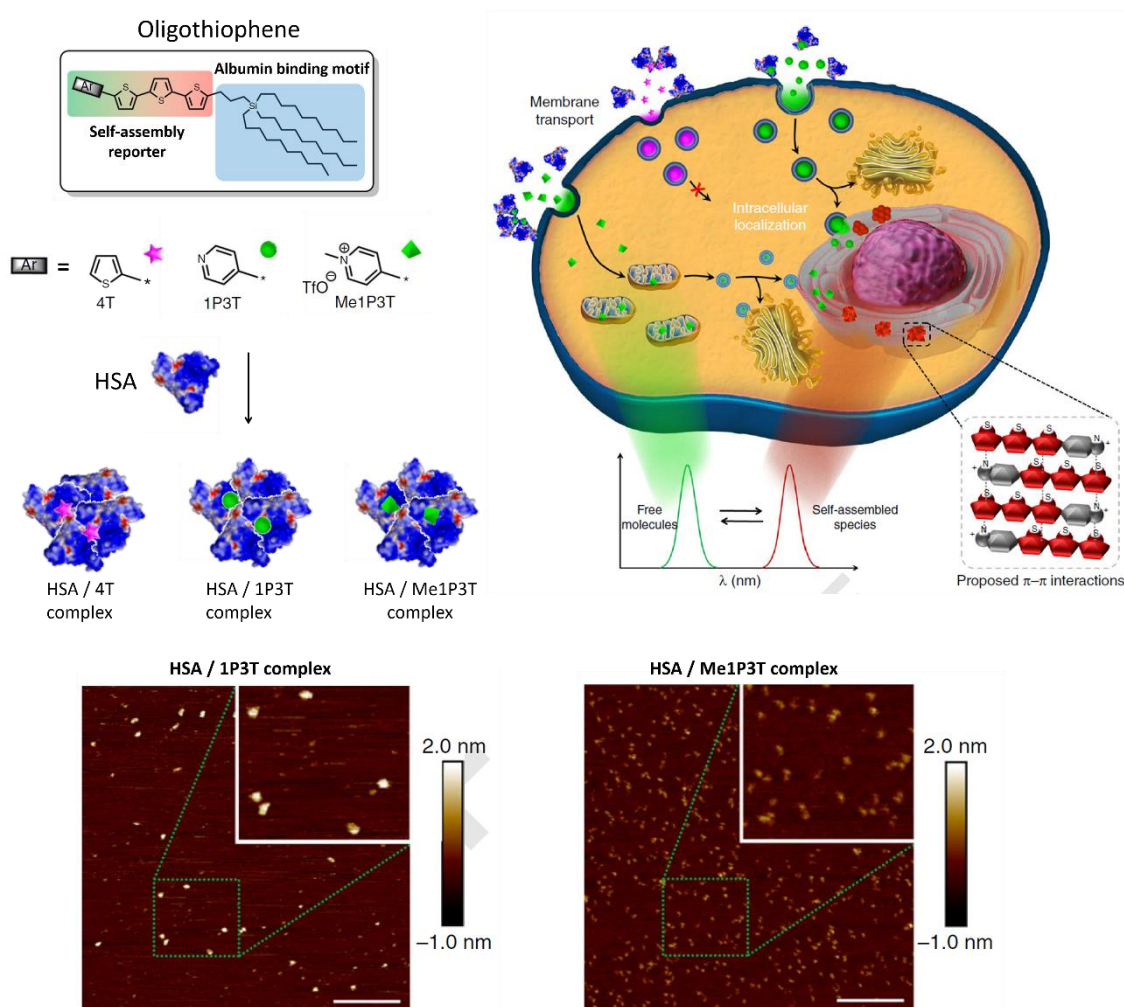 Oligothiophene
Albumin binding motif
Ar
S
S
S
Si
Self-assembly
reporter
Ar
=
S
*
4T
N
*
1P3T
N
+
TfO⊖
*
Me1P3T
HSA
HSA / 4T
complex
HSA / 1P3T
complex
HSA / Me1P3T
complex
Membrane
transport
Intracellular
localization
Free
molecules
Self-assembled
species
λ (nm)
S S S N +
+ N S S S
S S S N +
+ N S S S
Proposed π–π interactions
HSA / 1P3T complex
2.0 nm
−1.0 nm
HSA / Me1P3T complex
2.0 nm
−1.0 nm